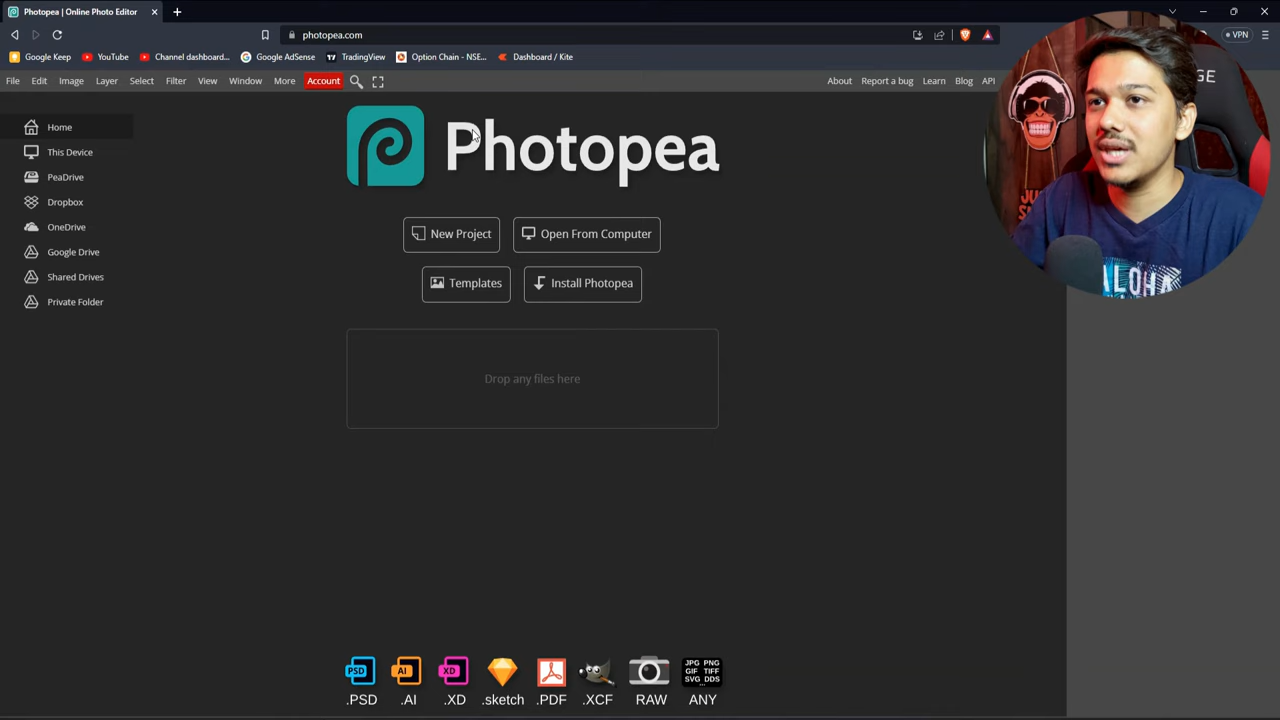 Photopea | Online Photo Editor
photopea.com
VPN
Google Keep YouTube Channel dashboard... Google AdSense TradingView Option Chain - NSE... Dashboard / Kite
File Edit Image Layer Select Filter View Window More Account About Report a bug Learn Blog API
Home
This Device
PeaDrive
Dropbox
OneDrive
Google Drive
Shared Drives
Private Folder
Photopea
New Project Open From Computer
Templates Install Photopea
Drop any files here
PSD AI XD JPG PNG
GIF TIFF
SVG DDS
...
.PSD .AI .XD .sketch .PDF .XCF RAW ANY
ALOHA